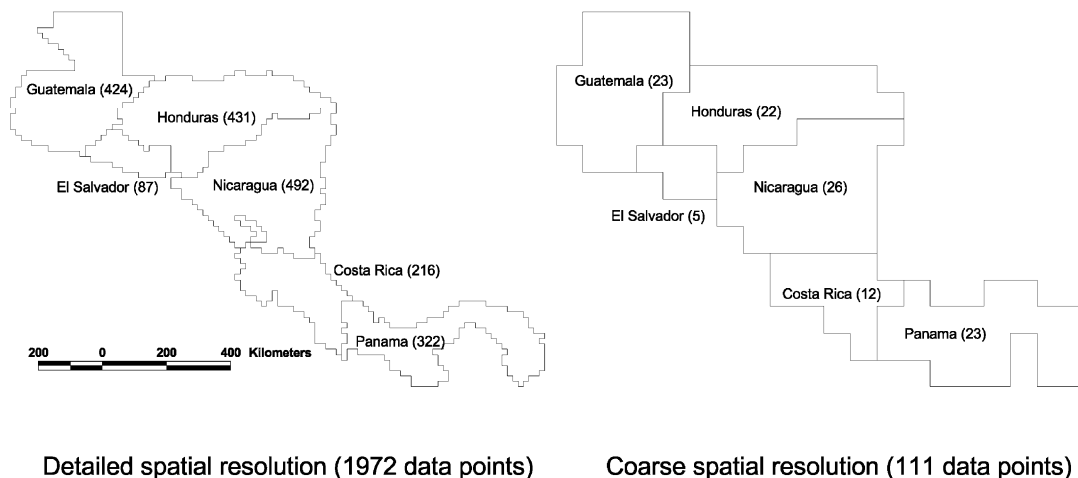 Guatemala (424)
Honduras (431)
El Salvador (87)
Nicaragua (492)
Costa Rica (216)
Panama (322)
200 0 200 400 Kilometers
Detailed spatial resolution (1972 data points)
Guatemala (23)
Honduras (22)
Nicaragua (26)
El Salvador (5)
Costa Rica (12)
Panama (23)
Coarse spatial resolution (111 data points)